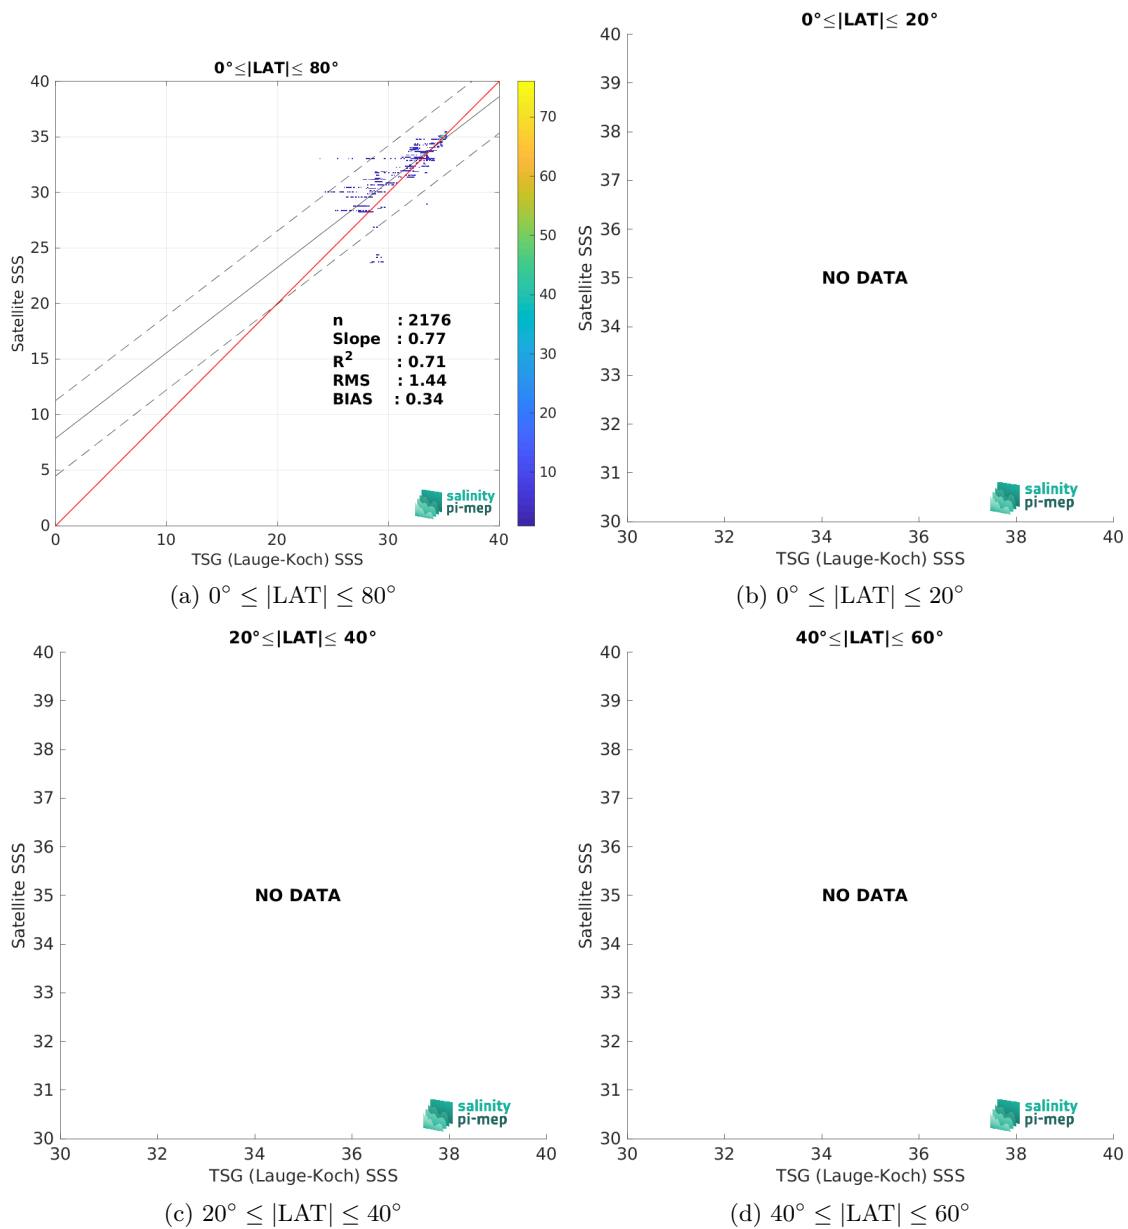 0°≤|LAT|≤ 80°
40
35
30
25
20
15
10
5
0
Satellite SSS
0 10 20 30 40
TSG (Lauge-Koch) SSS
70
60
50
40
30
20
10
n : 2176
Slope : 0.77
R² : 0.71
RMS : 1.44
BIAS : 0.34
salinity
pi-mep
(a) 0° ≤ |LAT| ≤ 80°
0°≤|LAT|≤ 20°
40
39
38
37
36
35
34
33
32
31
30
Satellite SSS
NO DATA
salinity
pi-mep
30 32 34 36 38 40
TSG (Lauge-Koch) SSS
(b) 0° ≤ |LAT| ≤ 20°
20°≤|LAT|≤ 40°
40
39
38
37
36
35
34
33
32
31
30
Satellite SSS
NO DATA
salinity
pi-mep
30 32 34 36 38 40
TSG (Lauge-Koch) SSS
(c) 20° ≤ |LAT| ≤ 40°
40°≤|LAT|≤ 60°
40
39
38
37
36
35
34
33
32
31
30
Satellite SSS
NO DATA
salinity
pi-mep
30 32 34 36 38 40
TSG (Lauge-Koch) SSS
(d) 40° ≤ |LAT| ≤ 60°